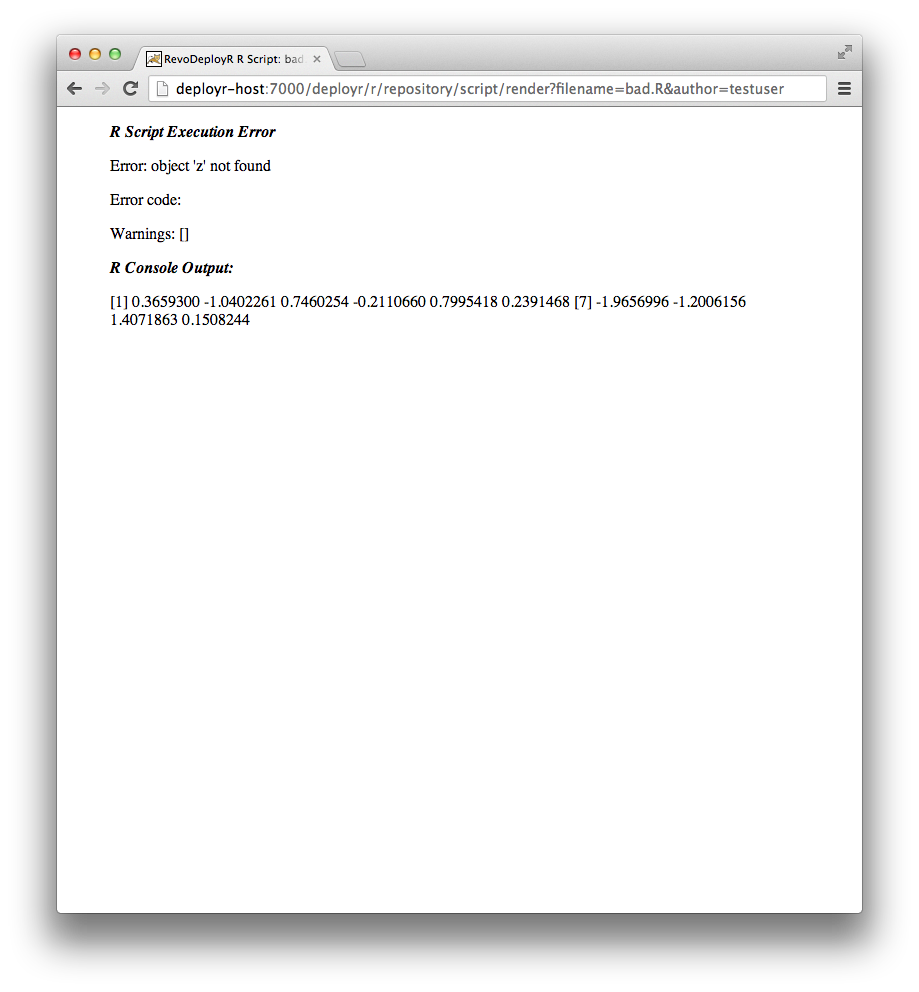 RevoDeployR R Script: bad
deployr-host:7000/deployr/r/repository/script/render?filename=bad.R&author=testuser
R Script Execution Error
Error: object 'z' not found
Error code:
Warnings: []
R Console Output:
[1] 0.3659300 -1.0402261 0.7460254 -0.2110660 0.7995418 0.2391468 [7] -1.9656996 -1.2006156
1.4071863 0.1508244